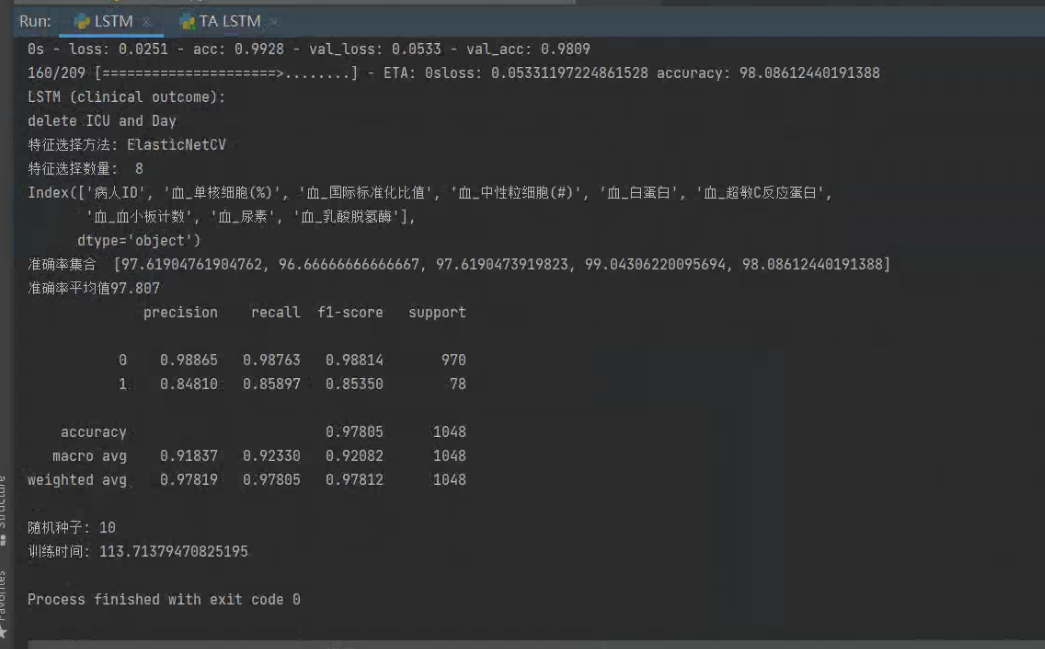 Run: LSTM × TA LSTM ×
0s - loss: 0.0251 - acc: 0.9928 - val_loss: 0.0533 - val_acc: 0.9809
160/209 [=====================>........] - ETA: 0sloss: 0.05331197224861528 accuracy: 98.08612440191388
LSTM (clinical outcome):
delete ICU and Day
特征选择方法: ElasticNetCV
特征选择数量: 8
Index(['病人ID', '血_单核细胞(%)', '血_国际标准化比值', '血_中性粒细胞(#)', '血_白蛋白', '血_超敏C反应蛋白',
'血_血小板计数', '血_尿素', '血_乳酸脱氢酶'],
dtype='object')
准确率集合 [97.61904761904762, 96.66666666666667, 97.6190473919823, 99.04306220095694, 98.08612440191388]
准确率平均值97.807
precision recall f1-score support
0 0.98865 0.98763 0.98814 970
1 0.84810 0.85897 0.85350 78
accuracy 0.97805 1048
macro avg 0.91837 0.92330 0.92082 1048
weighted avg 0.97819 0.97805 0.97812 1048
随机种子: 10
训练时间: 113.71379470825195
Process finished with exit code 0
Structure
Favorites